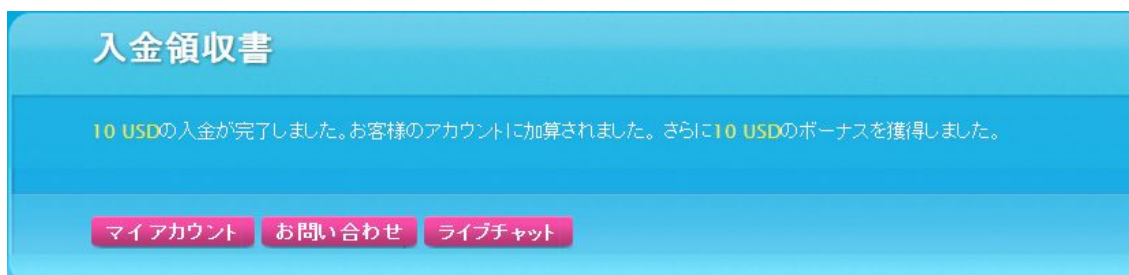 入金領収書
10 USDの入金が完了しました。お客様のアカウントに加算されました。さらに10 USDのボーナスを獲得しました。
マイアカウント お問い合わせ ライブチャット